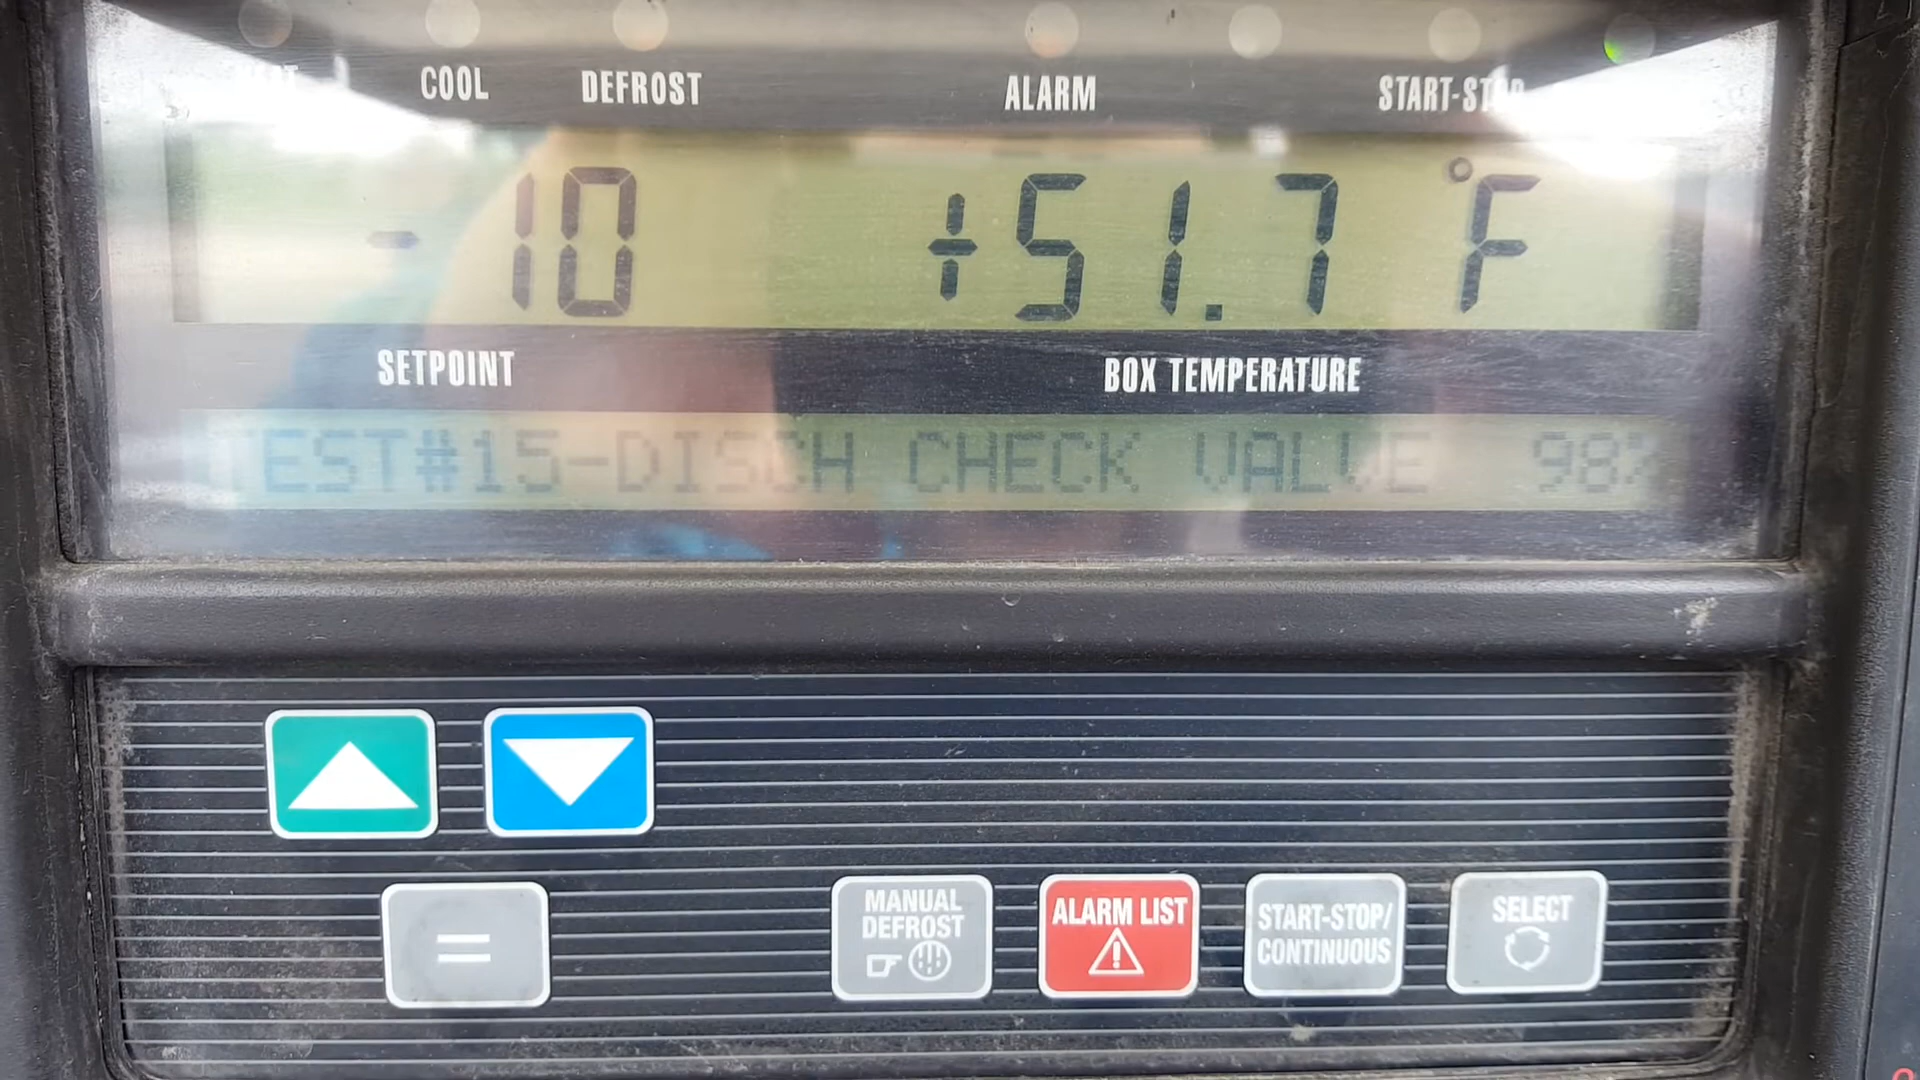 COOL DEFROST ALARM START-STOP
-10 +51.7 °F
SETPOINT BOX TEMPERATURE
TEST#15-DISCH CHECK VALVE 98%
MANUAL DEFROST
ALARM LIST
START-STOP/
CONTINUOUS
SELECT
=